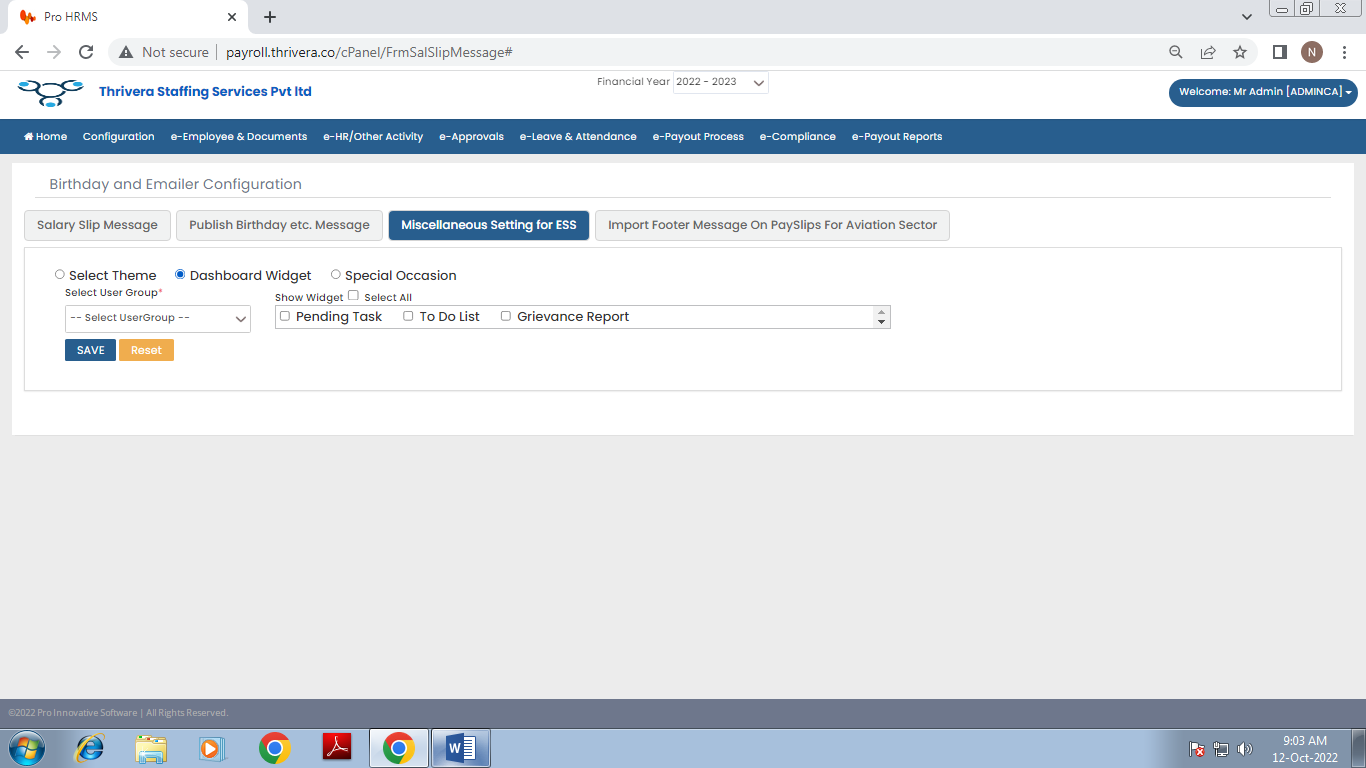 Pro HRMS
Not secure payroll.thrivera.co/cPanel/FrmSalSlipMessage# N
Thrivera Staffing Services Pvt ltd
Financial Year 2022 - 2023
Welcome: Mr Admin [ADMINCA]
Home Configuration e-Employee & Documents e-HR/Other Activity e-Approvals e-Leave & Attendance e-Payout Process e-Compliance e-Payout Reports
Birthday and Emailer Configuration
Salary Slip Message Publish Birthday etc. Message Miscellaneous Setting for ESS Import Footer Message On PaySlips For Aviation Sector
Select Theme Dashboard Widget Special Occasion
Select User Group* Show Widget Select All
-- Select UserGroup -- Pending Task To Do List Grievance Report
SAVE Reset
©2022 Pro Innovative Software | All Rights Reserved.
W
9:03 AM
12-Oct-2022